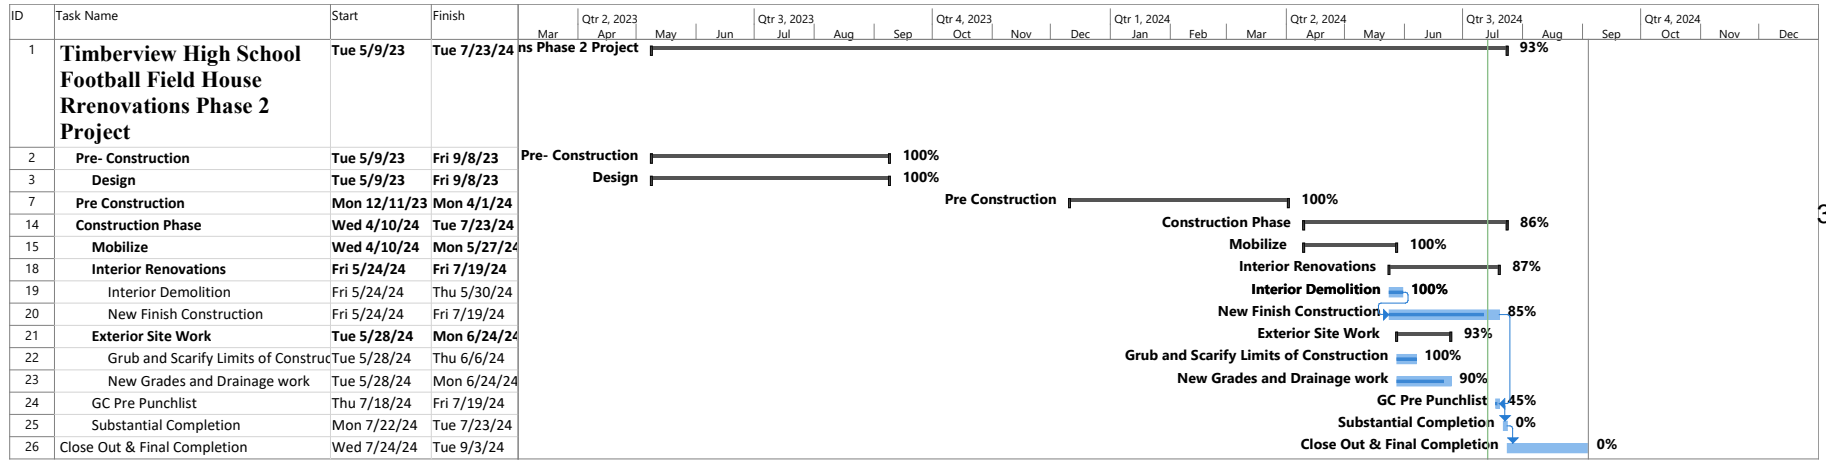 ID Task Name Start Finish Qtr 2, 2023 Qtr 3, 2023 Qtr 4, 2023 Qtr 1, 2024 Qtr 2, 2024 Qtr 3, 2024 Qtr 4, 2024
Mar Apr May Jun Jul Aug Sep Oct Nov Dec Jan Feb Mar Apr May Jun Jul Aug Sep Oct Nov Dec
1 Timberview High School Tue 5/9/23 Tue 7/23/24 ns Phase 2 Project 93%
Football Field House
Rrenovations Phase 2
Project
2 Pre- Construction Tue 5/9/23 Fri 9/8/23 Pre- Construction 100%
3 Design Tue 5/9/23 Fri 9/8/23 Design 100%
7 Pre Construction Mon 12/11/23 Mon 4/1/24 Pre Construction 100%
14 Construction Phase Wed 4/10/24 Tue 7/23/24 Construction Phase 86%
15 Mobilize Wed 4/10/24 Mon 5/27/24 Mobilize 100%
18 Interior Renovations Fri 5/24/24 Fri 7/19/24 Interior Renovations 87%
19 Interior Demolition Fri 5/24/24 Thu 5/30/24 Interior Demolition 100%
20 New Finish Construction Fri 5/24/24 Fri 7/19/24 New Finish Construction 85%
21 Exterior Site Work Tue 5/28/24 Mon 6/24/24 Exterior Site Work 93%
22 Grub and Scarify Limits of Construc Tue 5/28/24 Thu 6/6/24 Grub and Scarify Limits of Construction 100%
23 New Grades and Drainage work Tue 5/28/24 Mon 6/24/24 New Grades and Drainage work 90%
24 GC Pre Punchlist Thu 7/18/24 Fri 7/19/24 GC Pre Punchlist 45%
25 Substantial Completion Mon 7/22/24 Tue 7/23/24 Substantial Completion 0%
26 Close Out & Final Completion Wed 7/24/24 Tue 9/3/24 Close Out & Final Completion 0%